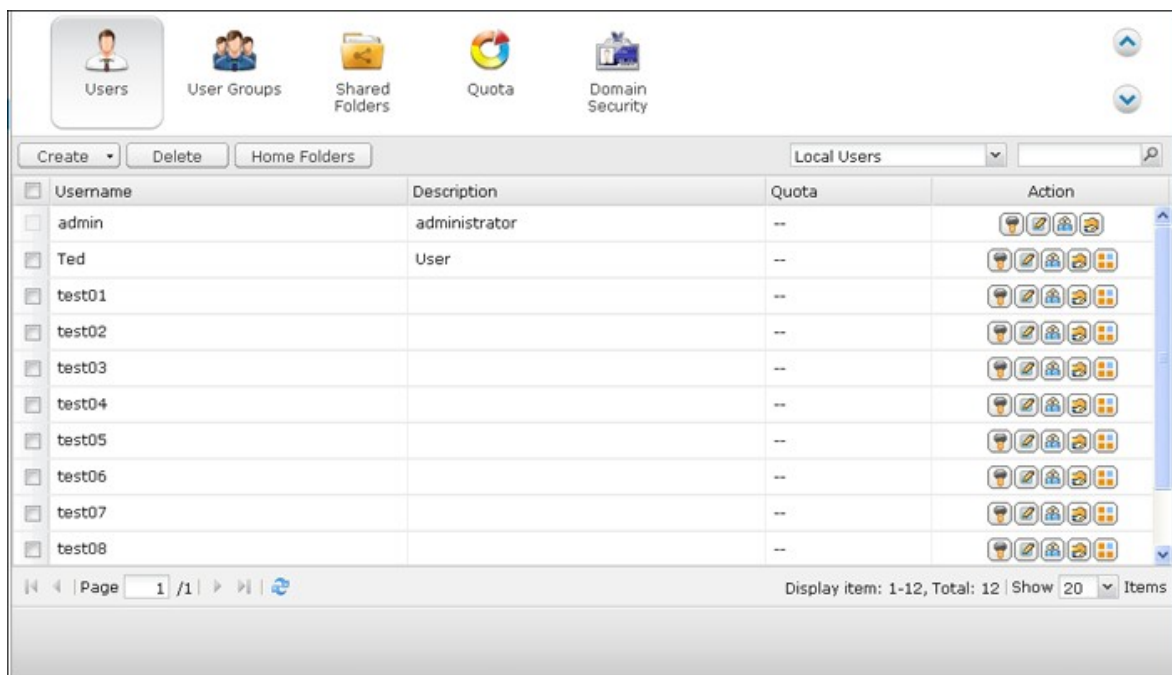 Users
User Groups
Shared
Folders
Quota
Domain
Security
Create
Delete
Home Folders
Local Users
Username Description Quota Action
admin administrator --
Ted User --
test01 --
test02 --
test03 --
test04 --
test05 --
test06 --
test07 --
test08 --
Page 1 /1
Display item: 1-12, Total: 12 Show 20 Items